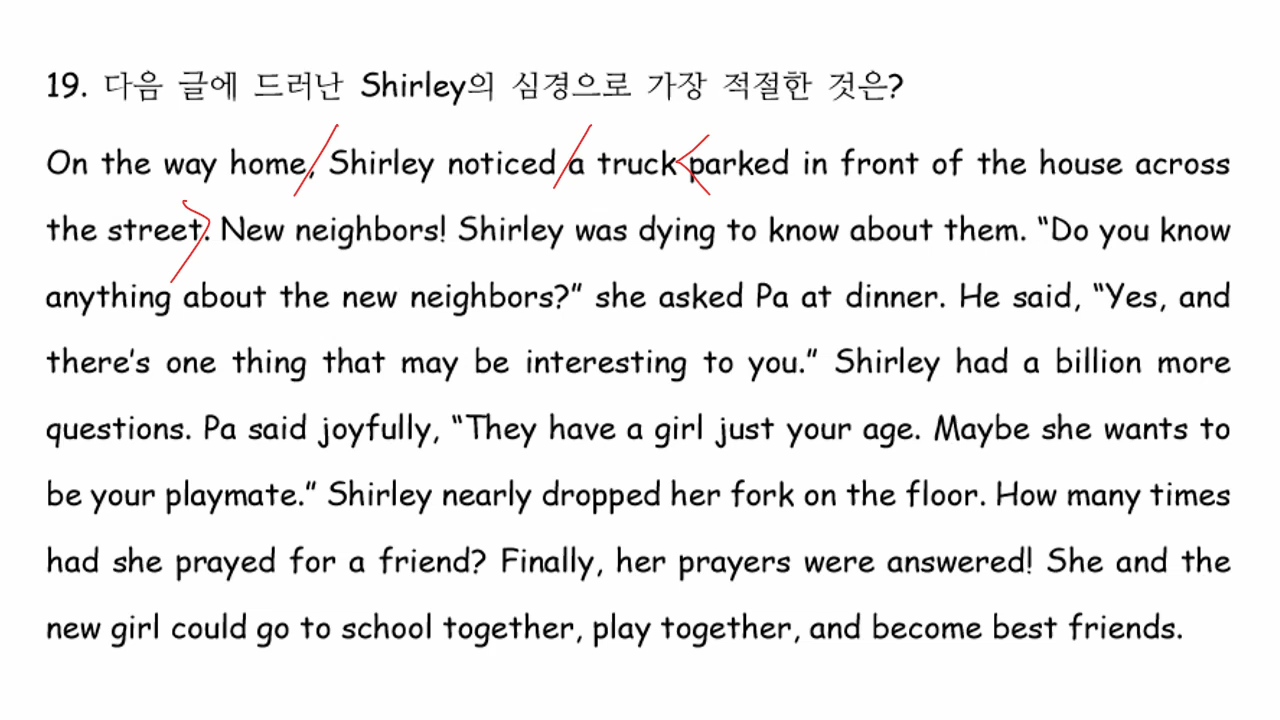 19. 다음 글에 드러난 Shirley의 심경으로 가장 적절한 것은?
On the way home, Shirley noticed a truck parked in front of the house across
the street. New neighbors! Shirley was dying to know about them. “Do you know
anything about the new neighbors?” she asked Pa at dinner. He said, “Yes, and
there’s one thing that may be interesting to you.” Shirley had a billion more
questions. Pa said joyfully, “They have a girl just your age. Maybe she wants to
be your playmate.” Shirley nearly dropped her fork on the floor. How many times
had she prayed for a friend? Finally, her prayers were answered! She and the
new girl could go to school together, play together, and become best friends.